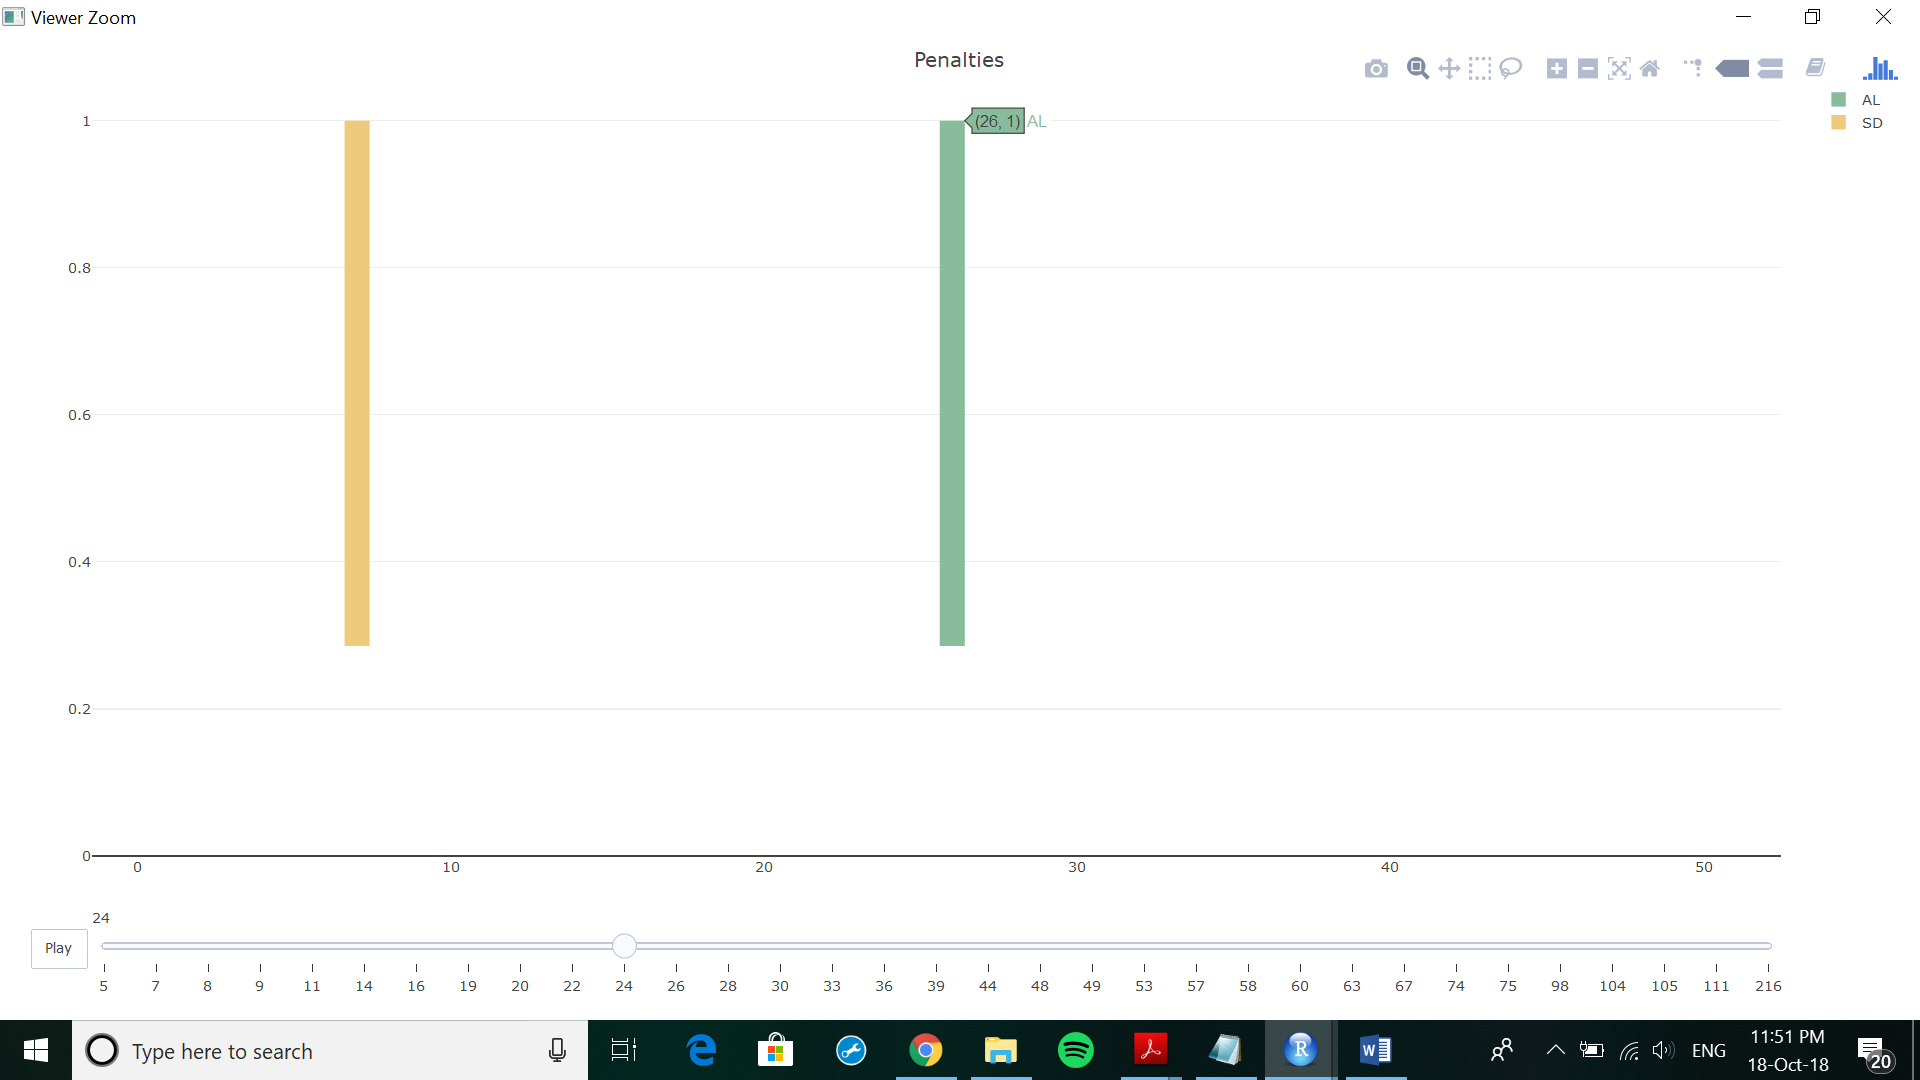 Viewer Zoom
Penalties
AL
SD
1
(26, 1) AL
0.8
0.6
0.4
0.2
0
0 10 20 30 40 50
24
Play
5 7 8 9 11 14 16 19 20 22 24 26 28 30 33 36 39 44 48 49 53 57 58 60 63 67 74 75 98 104 105 111 216
Type here to search
R
W
ENG
11:51 PM
18-Oct-18
20